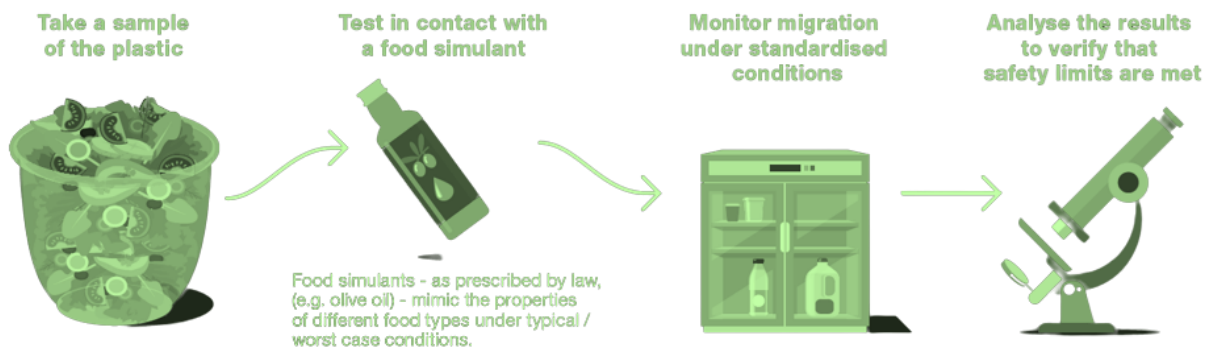 Take a sample
of the plastic
Test in contact with
a food simulant
Food simulants - as prescribed by law,
(e.g. olive oil) - mimic the properties
of different food types under typical /
worst case conditions.
Monitor migration
under standardised
conditions
Analyse the results
to verify that
safety limits are met